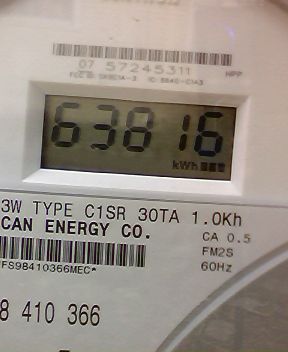 07 57245311 HPP
63816
kWh
3W TYPE C1SR 30TA 1.0Kh
CAN ENERGY CO.
CA 0.5
FM2S
*FS98410366MEC*
60Hz
8 410 366